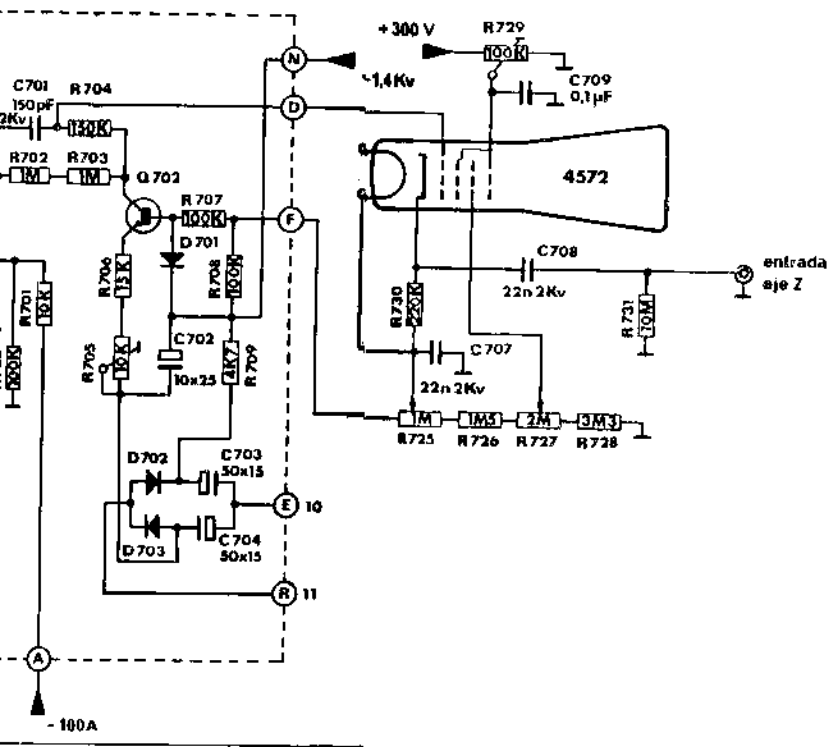 +300 V
R729
100K
N
-1,4Kv
C709
0,1µF
C701
150pF
2Kv
R704
150K
D
R702
1M
R703
1M
Q702
4572
R707
100K
F
D701
R706
15K
R708
100K
C708
22n 2Kv
entrada
eje Z
R701
10K
R730
220K
R731
10M
R705
10K
C702
10x25
4K7
R709
C707
22n 2Kv
1M
R725
1M5
R726
2M
R727
3M3
R728
D702
C703
50x15
E
10
D703
C704
50x15
R
11
A
- 100A